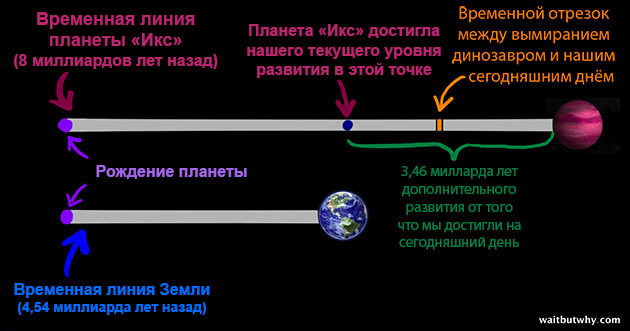 Временная линия
планеты «Икс»
(8 миллиардов лет назад)
Планета «Икс» достигла
нашего текущего уровня
развития в этой точке
Временной отрезок
между вымиранием
динозавром и нашим
сегодняшним днём
Рождение планеты
3,46 милларда лет
дополнительного
развития от того
что мы достигли на
сегодняшний день
Временная линия Земли
(4,54 миллиарда лет назад)
waitbutwhy.com